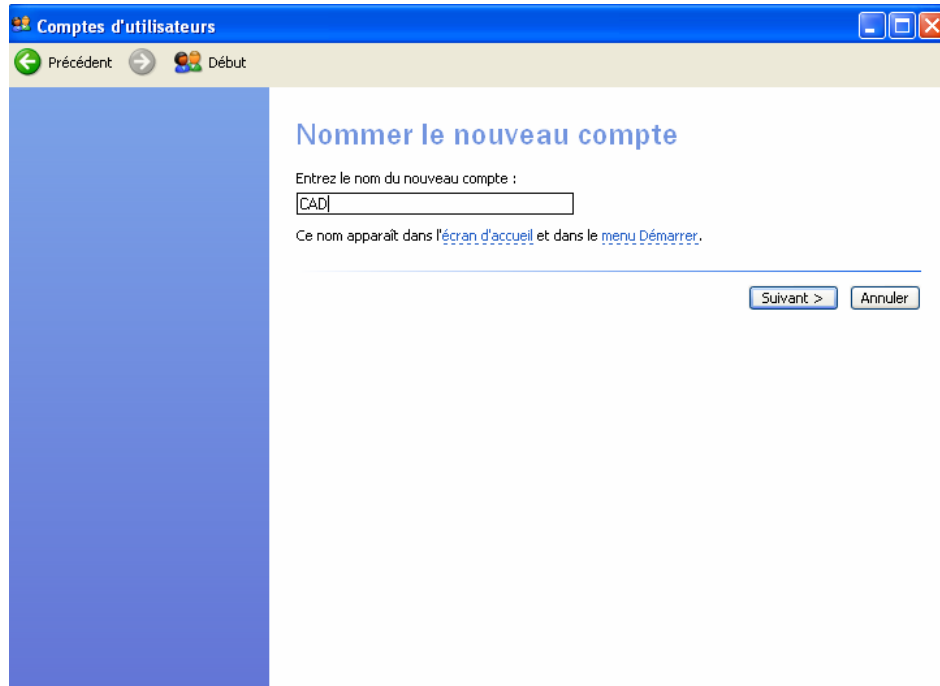 Comptes d'utilisateurs
Précédent Début
Nommer le nouveau compte
Entrez le nom du nouveau compte :
CAD
Ce nom apparaît dans l'écran d'accueil et dans le menu Démarrer.
Suivant > Annuler